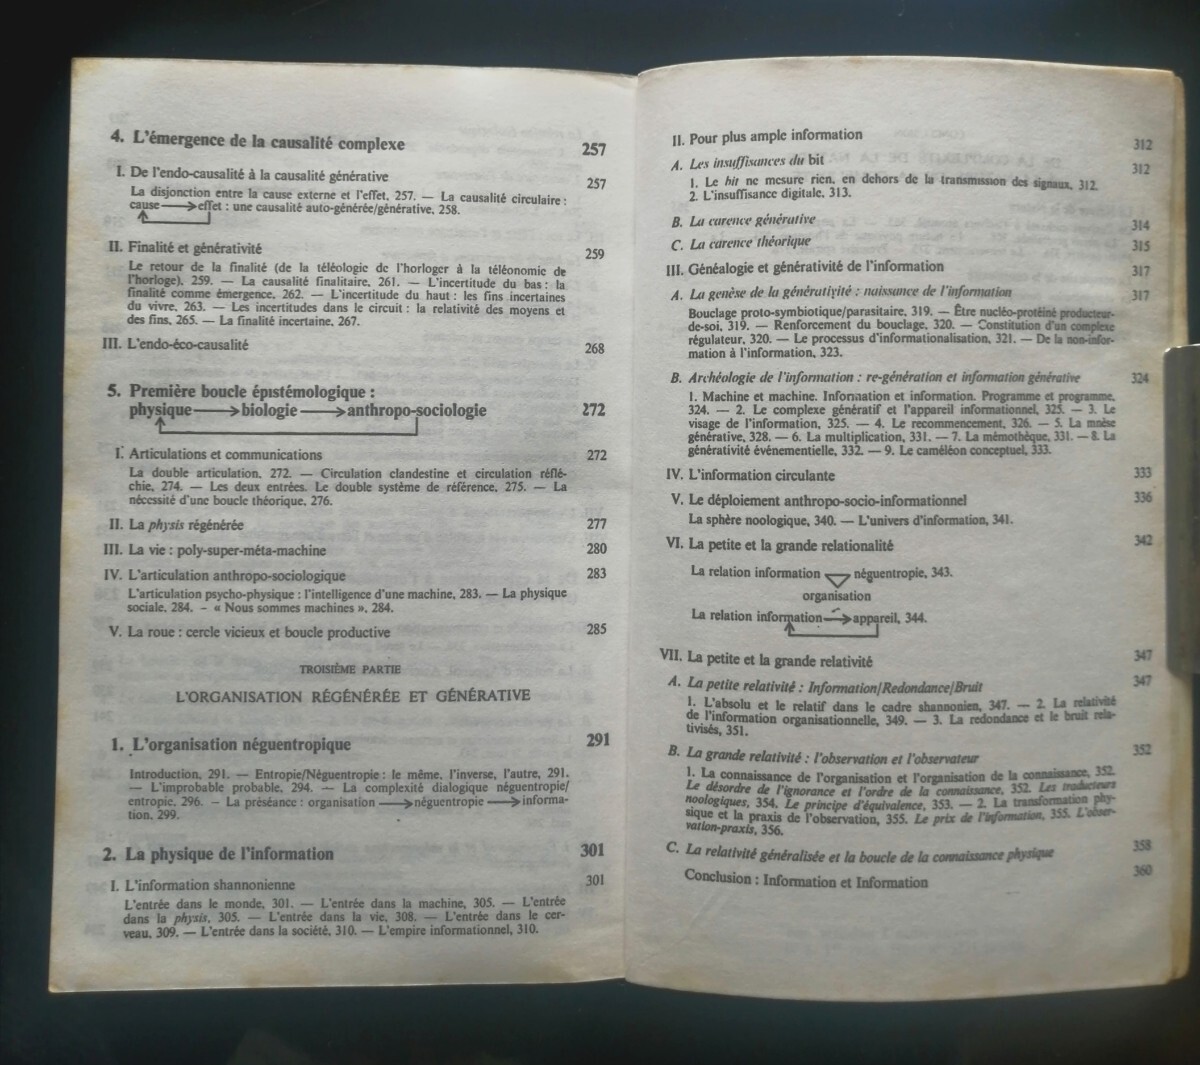 4. L'émergence de la causalité complexe 257
I. De l'endo-causalité à la causalité générative 257
La disjonction entre la cause externe et l'effet, 257. — La causalité circulaire :
cause ⟶ effet : une causalité auto-générée/générative, 258.
II. Finalité et générativité 259
Le retour de la finalité (de la téléologie de l'horloger à la téléonomie de
l'horloge), 259. — La causalité finalitaire, 261. — L'incertitude du bas : la
finalité comme émergence, 262. — L'incertitude du haut : les fins incertaines
du vivre, 263. — Les incertitudes dans le circuit : la relativité des moyens et
des fins, 265. — La finalité incertaine, 267.
III. L'endo-éco-causalité 268
5. Première boucle épistémologique :
physique ⟶ biologie ⟶ anthropo-sociologie 272
I. Articulations et communications 272
La double articulation, 272. — Circulation clandestine et circulation réflé-
chie, 274. — Les deux entrées. Le double système de référence, 275. — La
nécessité d'une boucle théorique, 276.
II. La physis régénérée 277
III. La vie : poly-super-méta-machine 280
IV. L'articulation anthropo-sociologique 283
L'articulation psycho-physique : l'intelligence d'une machine, 283. — La physique
sociale, 284. – « Nous sommes machines », 284.
V. La roue : cercle vicieux et boucle productive 285
TROISIÈME PARTIE
L'ORGANISATION RÉGÉNÉRÉE ET GÉNÉRATIVE
1. L'organisation néguentropique 291
Introduction, 291. — Entropie/Néguentropie : le même, l'inverse, l'autre, 291.
— L'improbable probable, 294. — La complexité dialogique néguentropie/
entropie, 296. – La préséance : organisation ⟶ néguentropie ⟶ informa-
tion, 299.
2. La physique de l'information 301
I. L'information shannonienne 301
L'entrée dans le monde, 301. — L'entrée dans la machine, 305. — L'entrée
dans la physis, 305. — L'entrée dans la vie, 308. — L'entrée dans le cer-
veau, 309. — L'entrée dans la société, 310. — L'empire informationnel, 310.
II. Pour plus ample information 312
A. Les insuffisances du bit 312
1. Le bit ne mesure rien, en dehors de la transmission des signaux, 312.
2. L'insuffisance digitale, 313.
B. La carence générative 314
C. La carence théorique 315
III. Généalogie et générativité de l'information 317
A. La genèse de la générativité : naissance de l'information 317
Bouclage proto-symbiotique/parasitaire, 319. — Être nucléo-protéiné producteur-
de-soi, 319. — Renforcement du bouclage, 320. — Constitution d'un complexe
régulateur, 320. — Le processus d'informationalisation, 321. — De la non-infor-
mation à l'information, 323.
B. Archéologie de l'information : re-génération et information générative 324
1. Machine et machine. Information et information. Programme et programme,
324. — 2. Le complexe génératif et l'appareil informationnel, 325. — 3. Le
visage de l'information, 325. — 4. Le recommencement, 326. — 5. La mnèse
générative, 328. — 6. La multiplication, 331. — 7. La mémothèque, 331. — 8. La
générativité événementielle, 332. — 9. Le caméléon conceptuel, 333.
IV. L'information circulante 333
V. Le déploiement anthropo-socio-informationnel 336
La sphère noologique, 340. — L'univers d'information, 341.
VI. La petite et la grande relationalité 342
La relation information néguentropie, 343.
organisation
La relation information ⟶ appareil, 344.
VII. La petite et la grande relativité 347
A. La petite relativité : Information/Redondance/Bruit 347
1. L'absolu et le relatif dans le cadre shannonien, 347. — 2. La relativité
de l'information organisationnelle, 349. — 3. La redondance et le bruit rela-
tivisés, 351.
B. La grande relativité : l'observation et l'observateur 352
1. La connaissance de l'organisation et l'organisation de la connaissance, 352.
Le désordre de l'ignorance et l'ordre de la connaissance, 352. Les traducteurs
noologiques, 354. Le principe d'équivalence, 353. — 2. La transformation phy-
sique et la praxis de l'observation, 355. Le prix de l'information, 355. L'obser-
vation-praxis, 356.
C. La relativité généralisée et la boucle de la connaissance physique 358
Conclusion : Information et Information 360